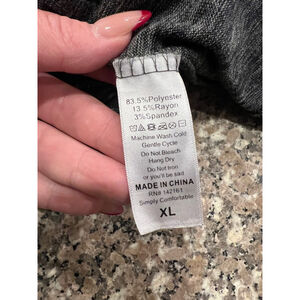 83.5%Polyester
13.5%Rayon
3%Spandex
Machine Wash Cold
Gentle Cycle
Do Not Bleach
Hang Dry
Do Not Iron
or you'll be sad
MADE IN CHINA
RN# 142161
Simply Comfortable
XL